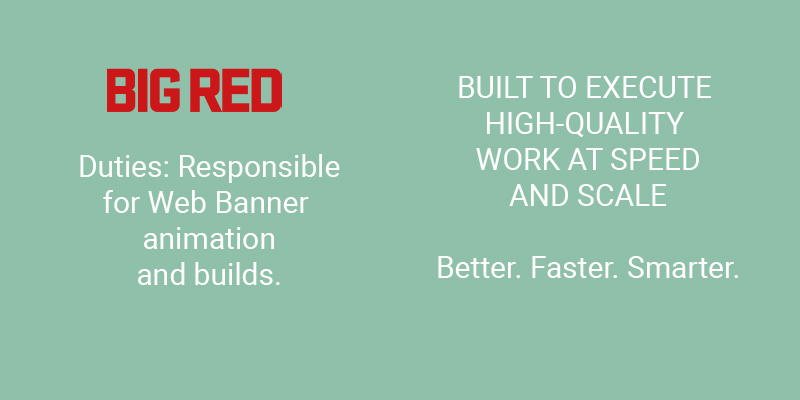 BIG RED
Duties: Responsible
for Web Banner
animation
and builds.
BUILT TO EXECUTE
HIGH-QUALITY
WORK AT SPEED
AND SCALE
Better. Faster. Smarter.